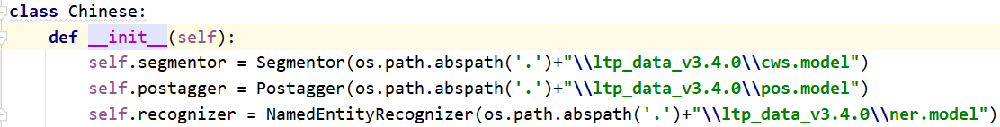 class Chinese:
    def __init__(self):
        self.segmentor = Segmentor(os.path.abspath('.')+"\\ltp_data_v3.4.0\\cws.model")
        self.postagger = Postagger(os.path.abspath('.')+"\\ltp_data_v3.4.0\\pos.model")
        self.recognizer = NamedEntityRecognizer(os.path.abspath('.')+"\\ltp_data_v3.4.0\\ner.model")